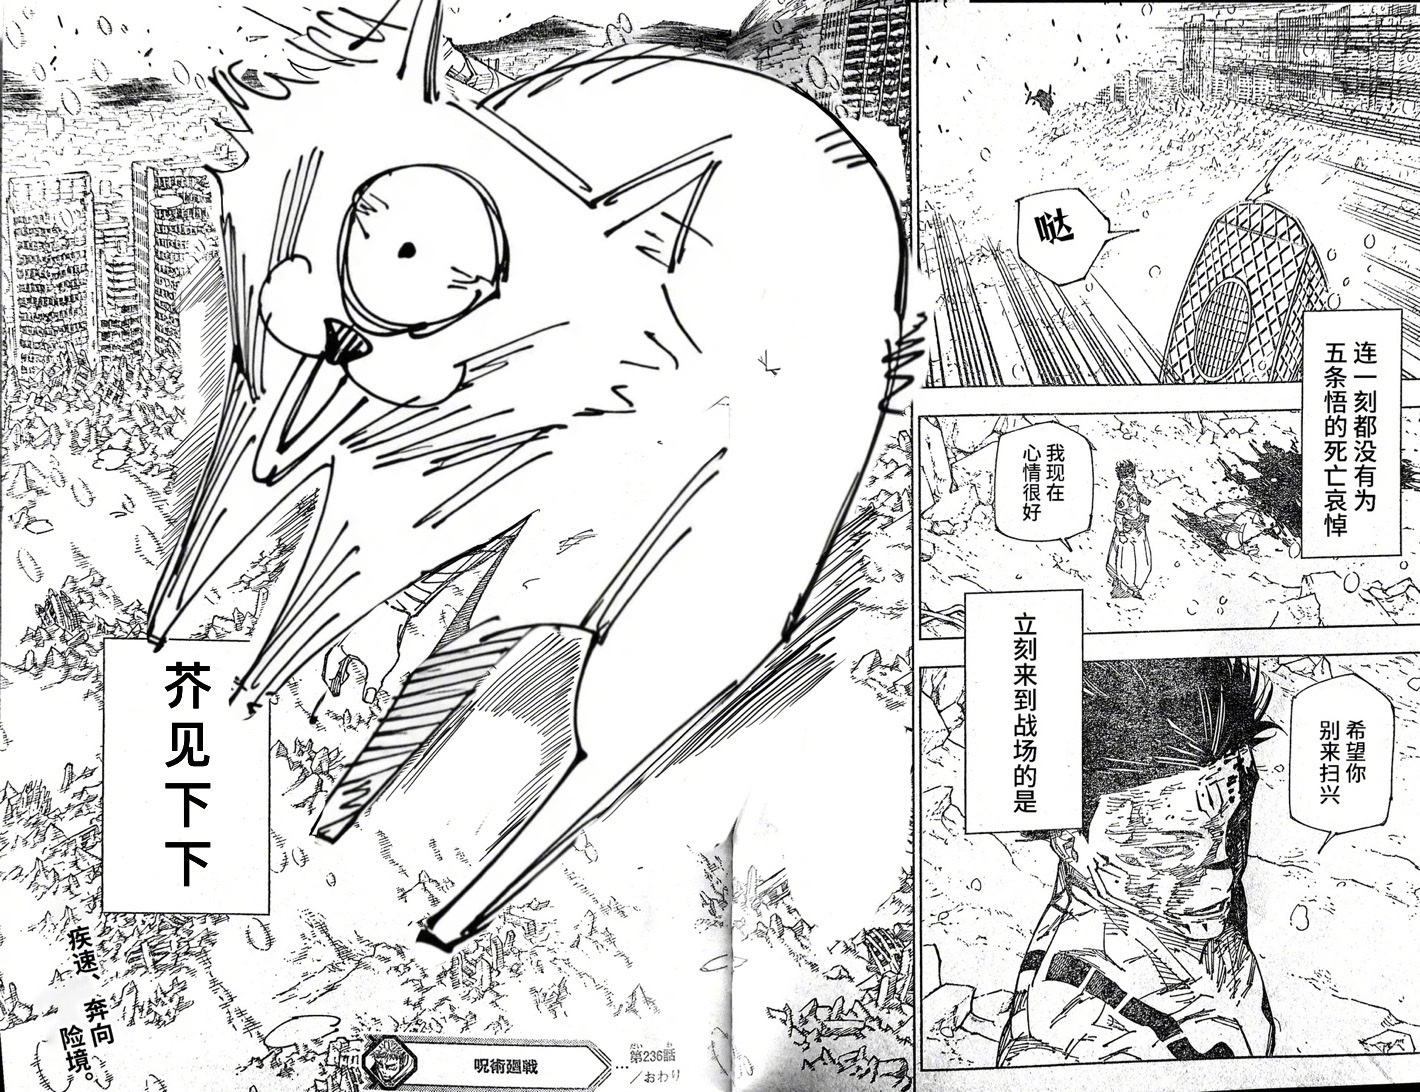 哒
连一刻都没有为
五条悟的死亡哀悼
我现在
心情很好
立刻来到战场的是
希望你
别来扫兴
芥见下下
疾速、奔向
险境。
呪術廻戦
…第236話
／おわり